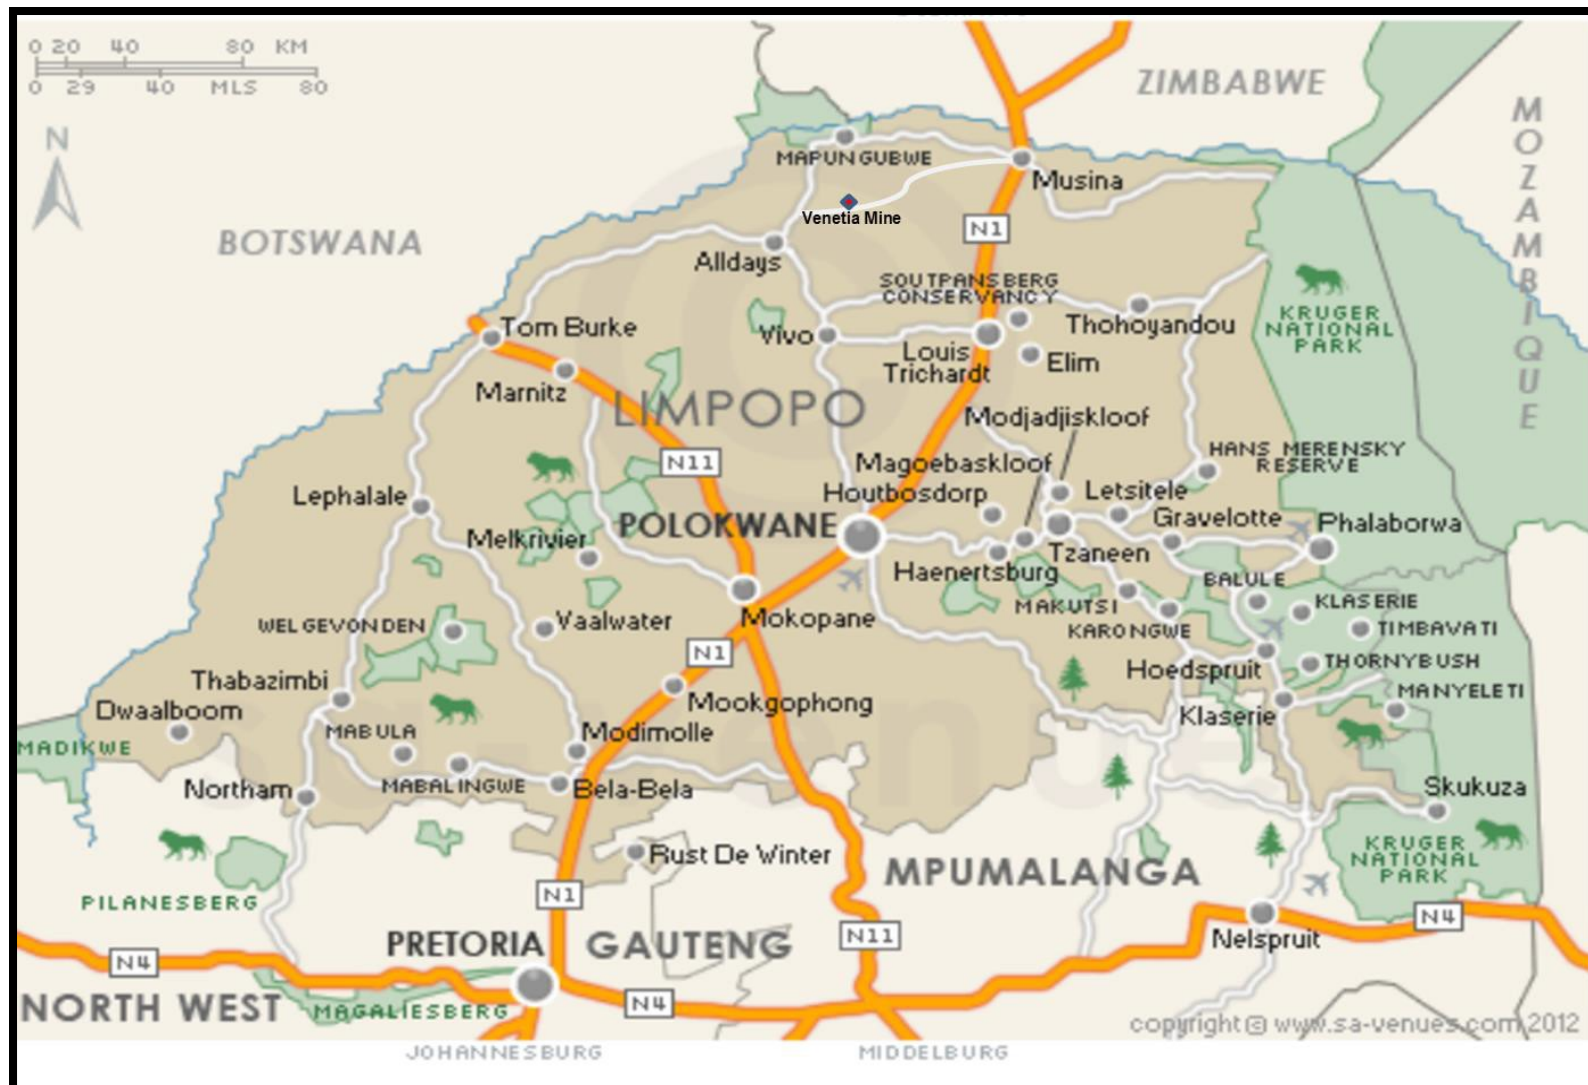 0 20 40 80 KM
0 29 40 MLS 80
N
ZIMBABWE
MOZAMBIQUE
BOTSWANA
MAPUNGUBWE
Musina
Venetia Mine
N1
Alldays
SOUTPANSBERG
CONSERVANCY
KRUGER
NATIONAL
PARK
Tom Burke
Vivo
Thohoyandou
Louis
Trichardt
Elim
Marnitz
LIMPOPO
Modjadjiskloof
N11
Magoebaskloof
HANS MERENSKY
RESERVE
Lephalale
Houtbosdorp
Letsitele
POLOKWANE
Gravelotte
Phalaborwa
Melkrivier
Tzaneen
Haenertsburg
BALULE
MAKUTSI
KLASERIE
WELGEVONDEN
Vaalwater
Mokopane
KARONGWE
TIMBAVATI
N1
Hoedspruit
THORNYBUSH
Thabazimbi
MANYELETI
Dwaalboom
Mookgophong
Klaserie
MADIKWE
MABULA
Modimolle
Northam
MABALINGWE
Bela-Bela
Skukuza
Rust De Winter
MPUMALANGA
KRUGER
NATIONAL
PARK
PILANESBERG
N1
N4
PRETORIA
GAUTENG
N11
Nelspruit
N4
NORTH WEST
MAGALIESBERG
N4
copyright© www.sa-venues.com 2012
JOHANNESBURG
MIDDELBURG